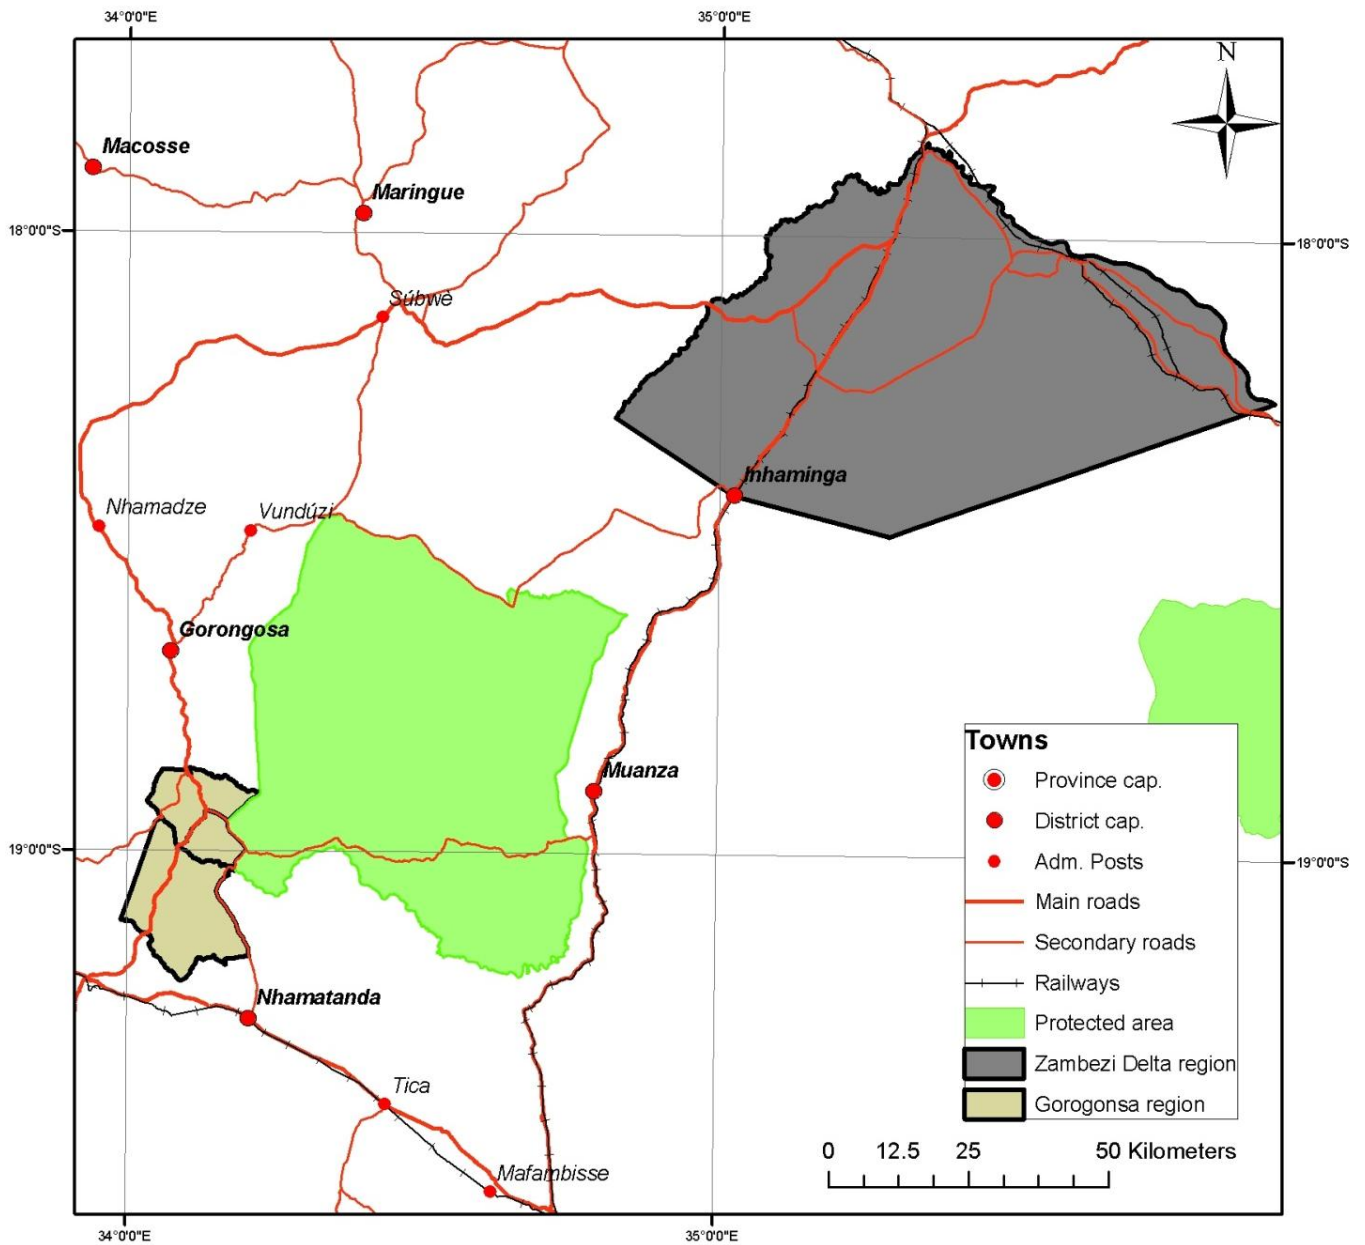 34°0'0"E
35°0'0"E
N
Macosse
Maringue
18°0'0"S
18°0'0"S
Súbwè
Inhaminga
Nhamadze
Vundúzi
Gorongosa
Muanza
19°0'0"S
19°0'0"S
Nhamatanda
Tica
Mafambisse
Towns
Province cap.
District cap.
Adm. Posts
Main roads
Secondary roads
Railways
Protected area
Zambezi Delta region
Gorogonsa region
0 12.5 25 50 Kilometers
34°0'0"E
35°0'0"E